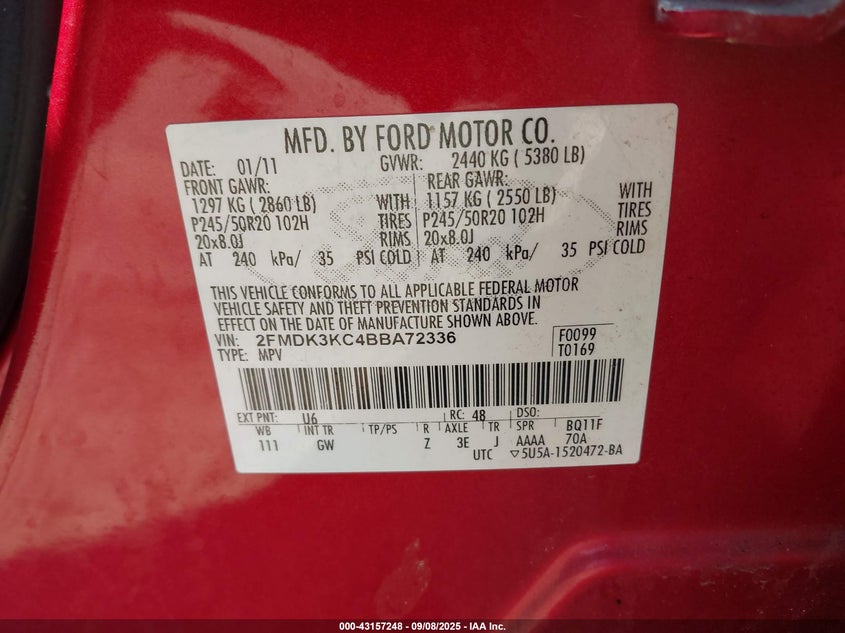 MFD. BY FORD MOTOR CO.
DATE: 01/11 GVWR: 2440 KG ( 5380 LB)
FRONT GAWR: REAR GAWR:
1297 KG ( 2860 LB) WITH 1157 KG ( 2550 LB) WITH
P245/50R20 102H TIRES P245/50R20 102H TIRES
20x8.0J RIMS 20x8.0J RIMS
AT 240 kPa/ 35 PSI COLD AT 240 kPa/ 35 PSI COLD
THIS VEHICLE CONFORMS TO ALL APPLICABLE FEDERAL MOTOR
VEHICLE SAFETY AND THEFT PREVENTION STANDARDS IN
EFFECT ON THE DATE OF MANUFACTURE SHOWN ABOVE.
VIN: 2FMDK3KC4BBA72336 F0099
TYPE: MPV T0169
EXT PNT: U6 RC: 48 DSO:
WB INT TR TP/PS R AXLE TR SPR BQ11F
111 GW Z 3E J AAAA 70A
UTC ▽5U5A-1520472-BA
000-43157248 - 09/08/2025 - IAA Inc.